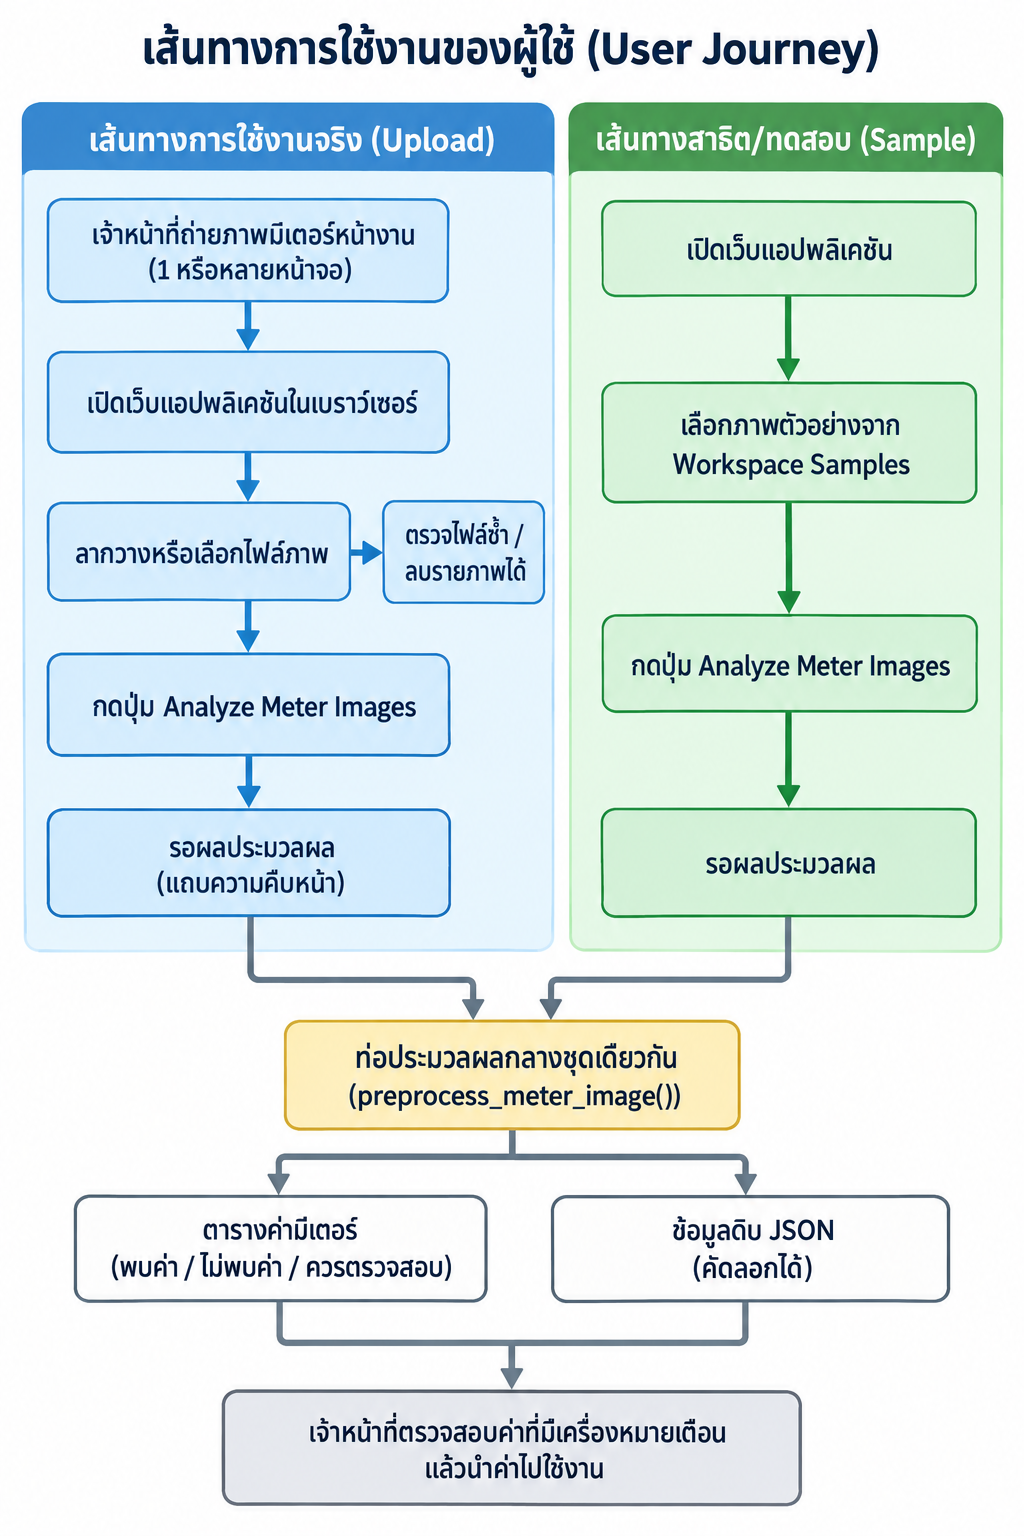 เส้นทางการใช้งานของผู้ใช้ (User Journey)
เส้นทางการใช้งานจริง (Upload)
เจ้าหน้าที่ถ่ายภาพมิเตอร์หน้างาน
(1 หรือหลายหน้าจอ)
เปิดเว็บแอปพลิเคชันในเบราว์เซอร์
ลากวางหรือเลือกไฟล์ภาพ
ตรวจไฟล์ซ้ำ /
ลบรายภาพได้
กดปุ่ม Analyze Meter Images
รอผลประมวลผล
(แถบความคืบหน้า)
เส้นทางสาธิต/ทดสอบ (Sample)
เปิดเว็บแอปพลิเคชัน
เลือกภาพตัวอย่างจาก
Workspace Samples
กดปุ่ม Analyze Meter Images
รอผลประมวลผล
ท่อประมวลผลกลางชุดเดียวกัน
(preprocess_meter_image())
ตารางค่ามิเตอร์
(พบค่า / ไม่พบค่า / ควรตรวจสอบ)
ข้อมูลดิบ JSON
(คัดลอกได้)
เจ้าหน้าที่ตรวจสอบค่าที่มีเครื่องหมายเตือน
แล้วนำค่าไปใช้งาน